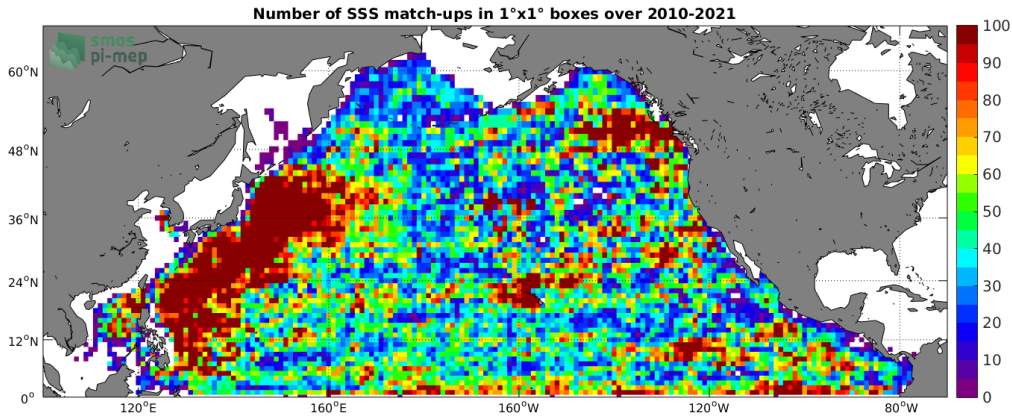 Number of SSS match-ups in 1°x1° boxes over 2010-2021
smos
pi-mep
60°N
48°N
36°N
24°N
12°N
0°
120°E
160°E
160°W
120°W
80°W
100
90
80
70
60
50
40
30
20
10
0